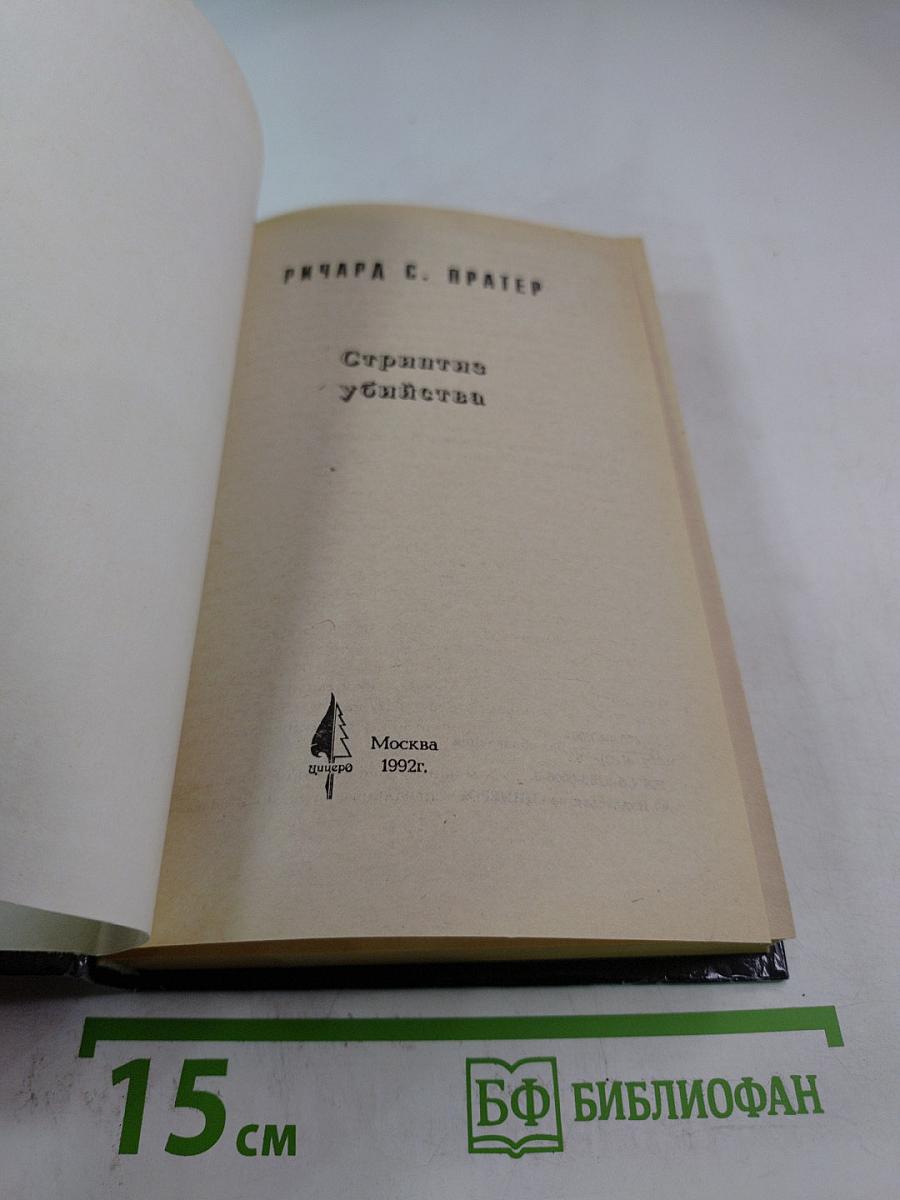 РИЧАРД С. ПРАТЕР
Стриптиз
убийства
Цицеро
Москва
1992г.
15 см
БФ БИБЛИОФАН